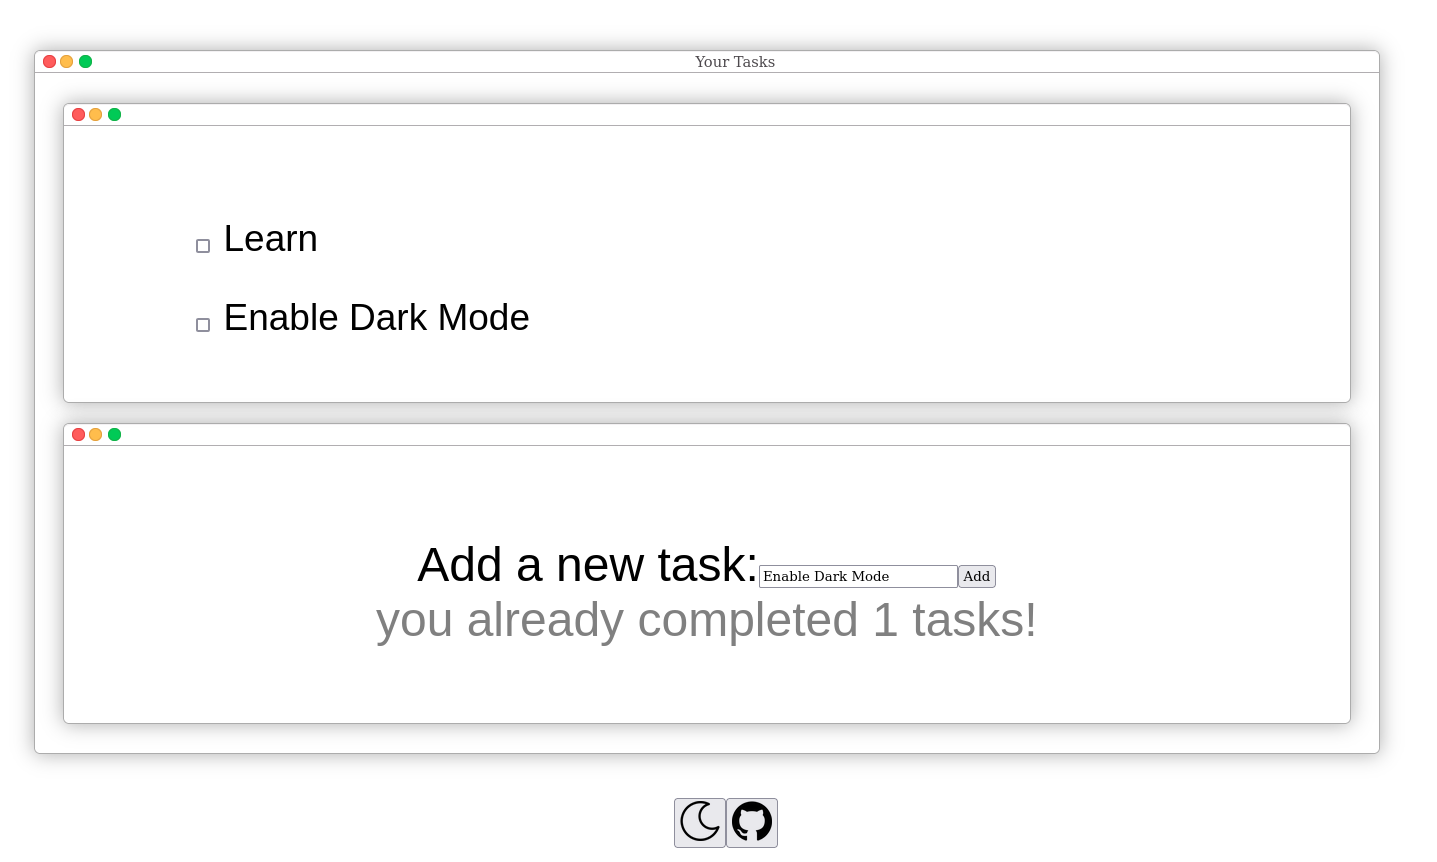 Your Tasks
Learn
Enable Dark Mode
Add a new task: Enable Dark Mode Add
you already completed 1 tasks!